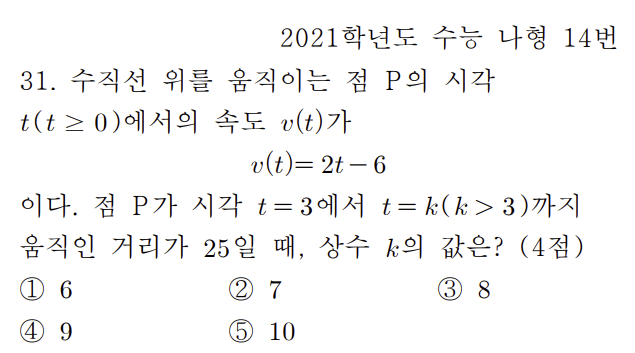 2021학년도 수능 나형 14번
31. 수직선 위를 움직이는 점 P의 시각
t(t ≥ 0)에서의 속도 v(t)가
v(t)= 2t − 6
이다. 점 P가 시각 t = 3에서 t = k(k > 3)까지
움직인 거리가 25일 때, 상수 k의 값은? (4점)
① 6 ② 7 ③ 8
④ 9 ⑤ 10